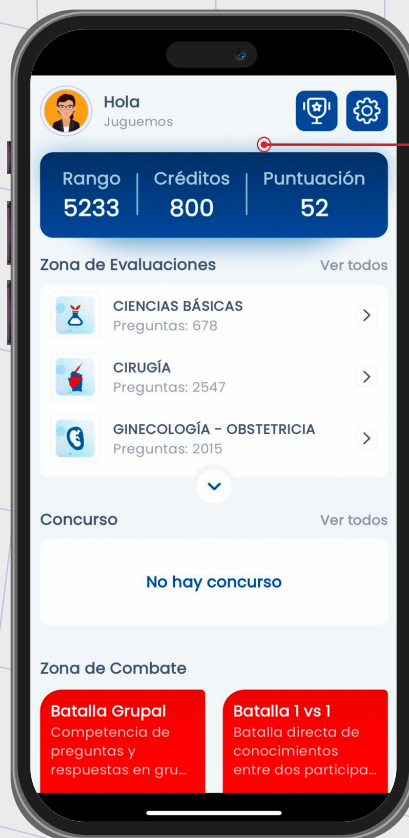 Hola
Juguemos
Rango
Créditos
Puntuación
5233
800
52
Zona de Evaluaciones
Ver todos
CIENCIAS BÁSICAS
Preguntas: 678
CIRUGÍA
Preguntas: 2547
GINECOLOGÍA - OBSTETRICIA
Preguntas: 2015
Concurso
Ver todos
No hay concurso
Zona de Combate
Batalla Grupal
Competencia de
preguntas y
respuestas en gru...
Batalla 1 vs 1
Batalla directa de
conocimientos
entre dos participa...